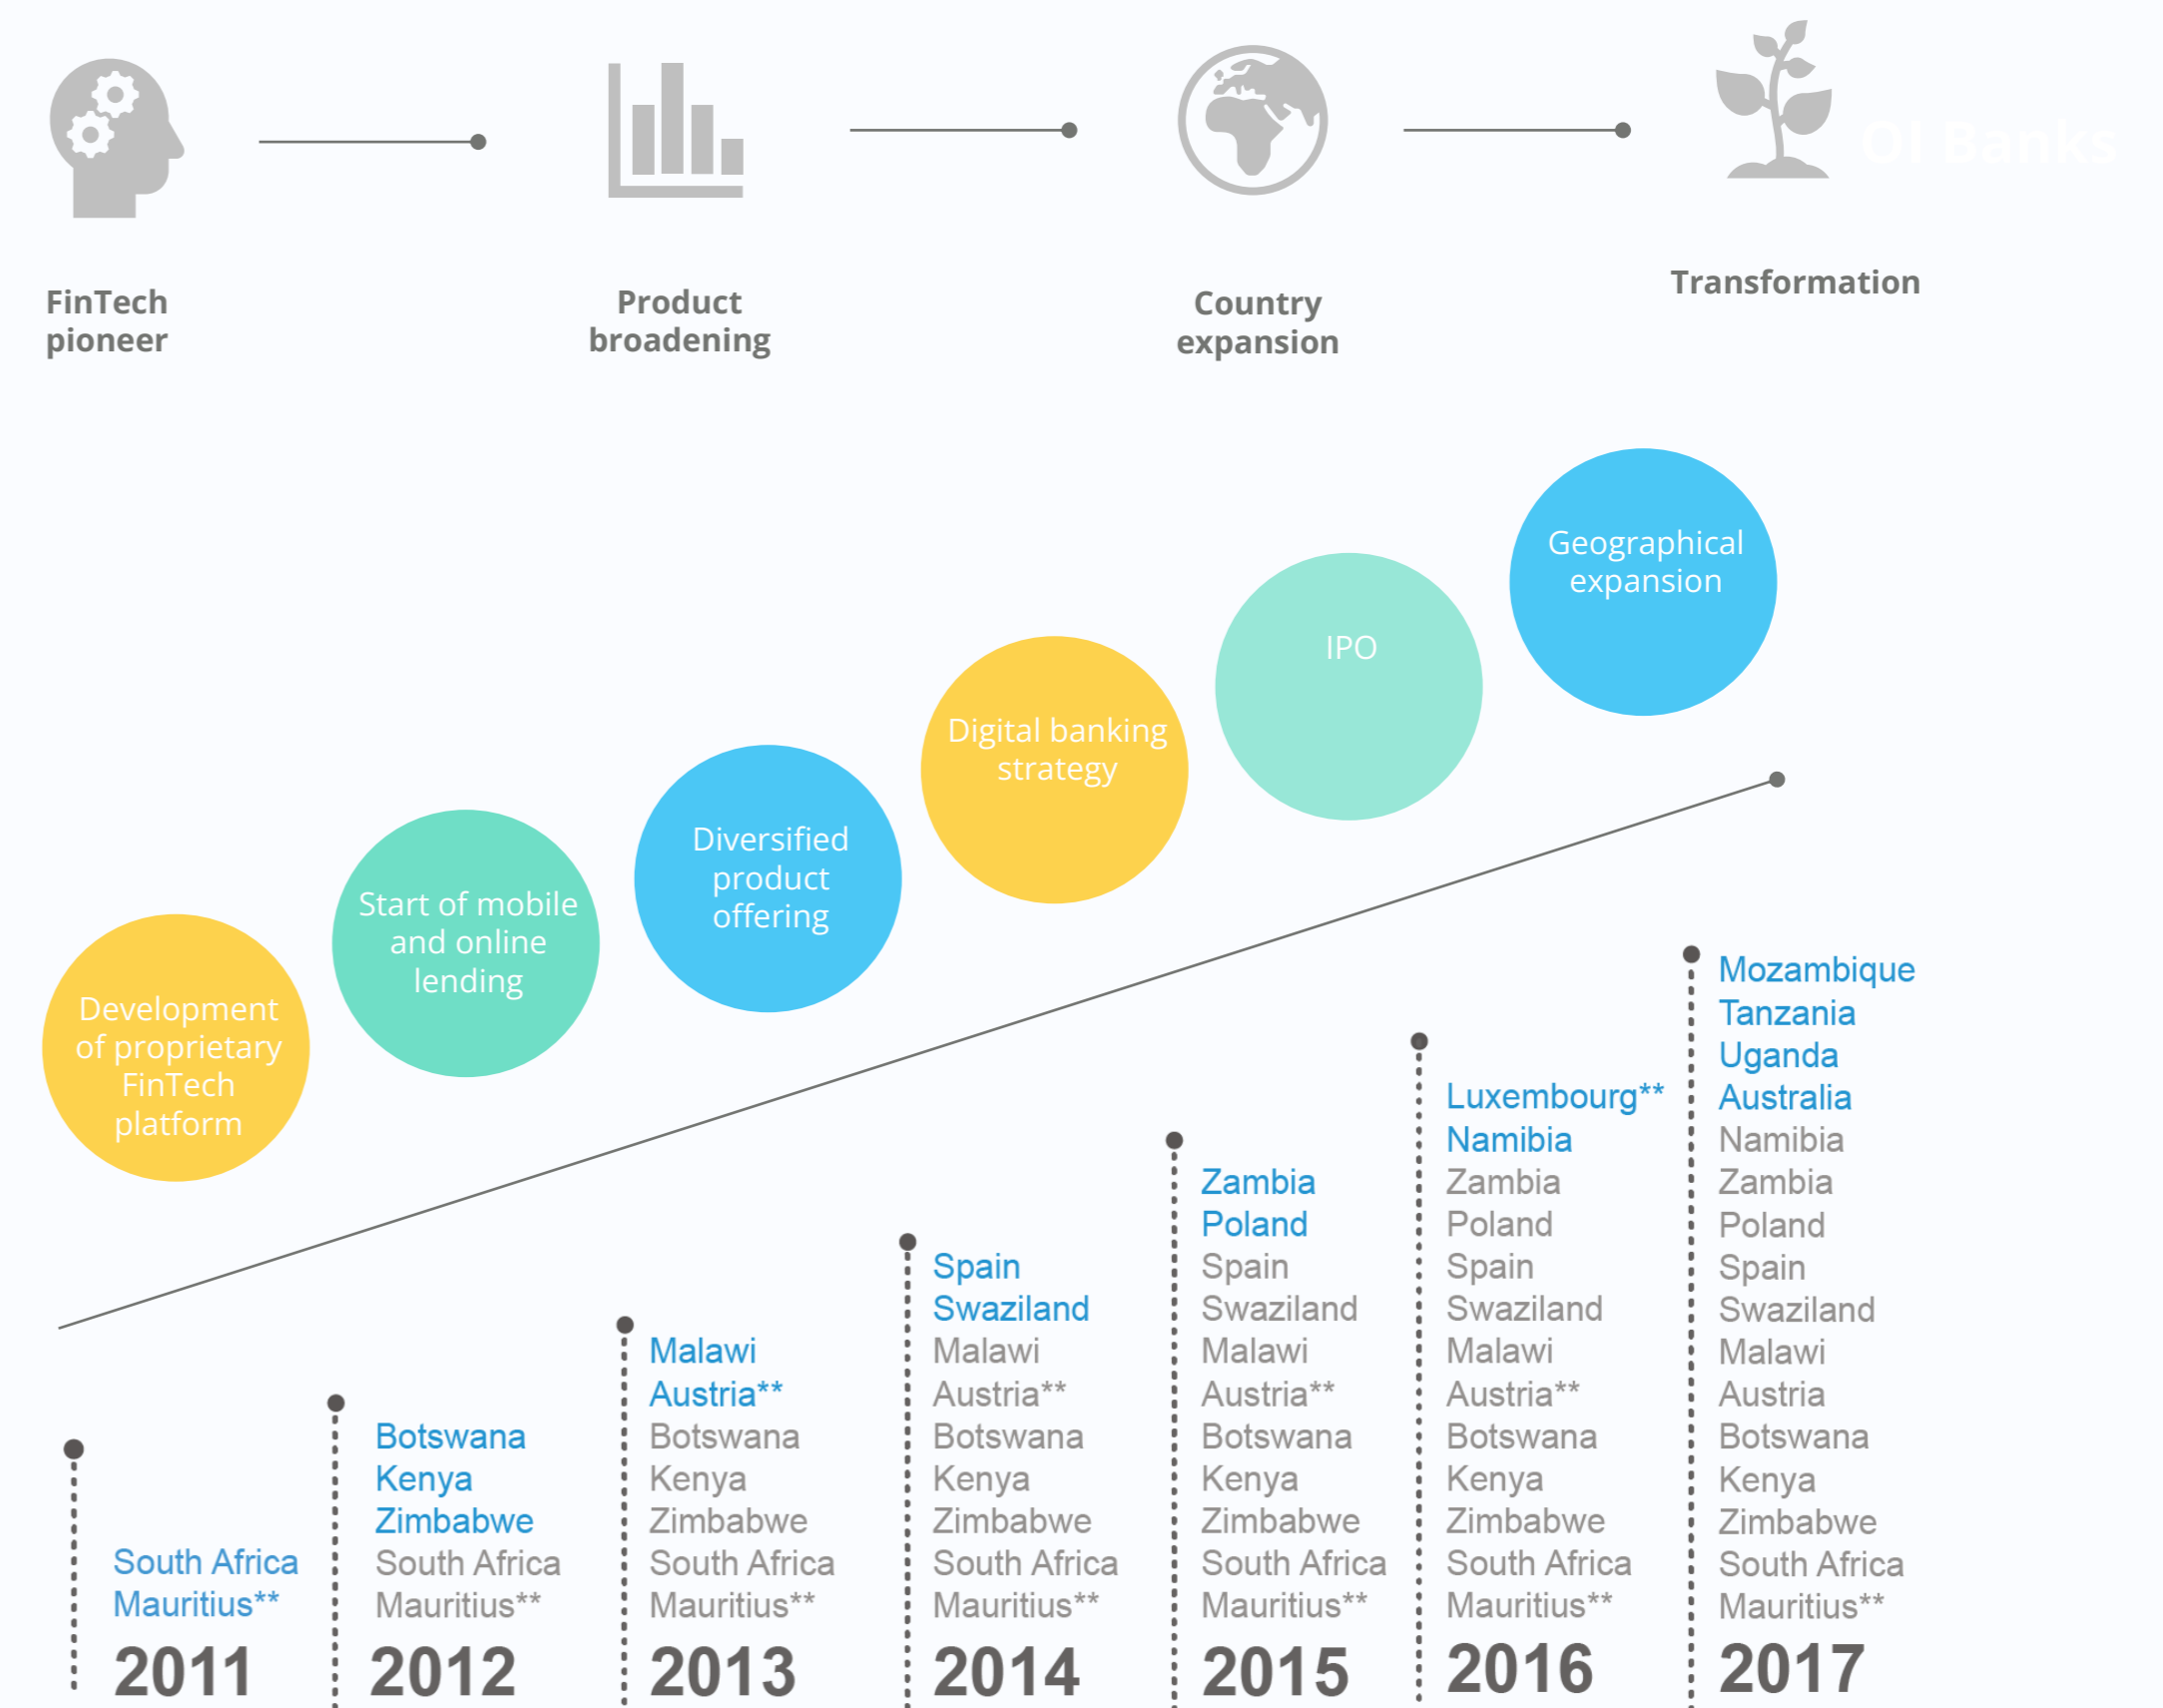 OI Banks
FinTech
pioneer
Product
broadening
Country
expansion
Transformation
Geographical
expansion
IPO
Digital banking
strategy
Diversified
product
offering
Start of mobile
and online
lending
Development
of proprietary
FinTech
platform
South Africa
Mauritius**
2011
Botswana
Kenya
Zimbabwe
South Africa
Mauritius**
2012
Malawi
Austria**
Botswana
Kenya
Zimbabwe
South Africa
Mauritius**
2013
Spain
Swaziland
Malawi
Austria**
Botswana
Kenya
Zimbabwe
South Africa
Mauritius**
2014
Zambia
Poland
Spain
Swaziland
Malawi
Austria**
Botswana
Kenya
Zimbabwe
South Africa
Mauritius**
2015
Luxembourg**
Namibia
Zambia
Poland
Spain
Swaziland
Malawi
Austria**
Botswana
Kenya
Zimbabwe
South Africa
Mauritius**
2016
Mozambique
Tanzania
Uganda
Australia
Namibia
Zambia
Poland
Spain
Swaziland
Malawi
Austria
Botswana
Kenya
Zimbabwe
South Africa
Mauritius**
2017